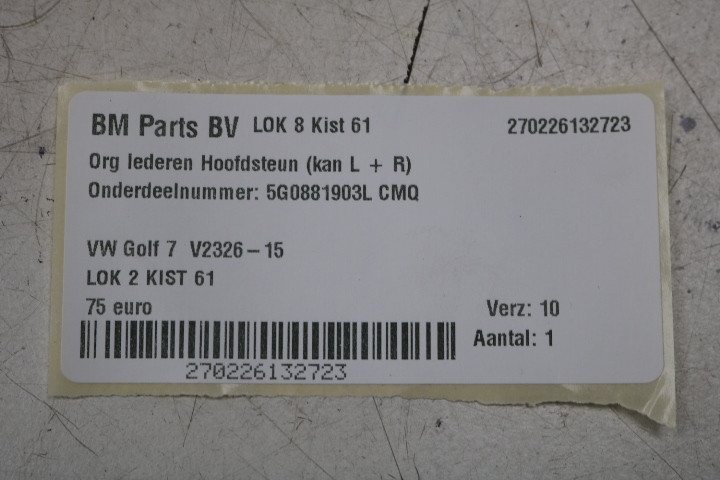 BM Parts BV LOK 8 Kist 61 270226132723
Org lederen Hoofdsteun (kan L + R)
Onderdeelnummer: 5G0881903L CMQ
VW Golf 7 V2326-15
LOK 2 KIST 61
75 euro Verz: 10
Aantal: 1
270226132723